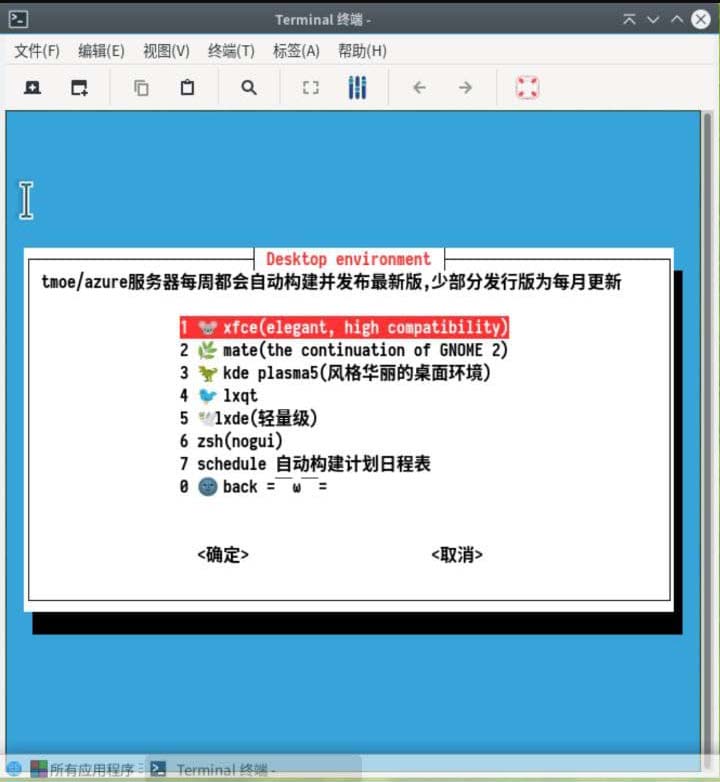 Terminal 终端 -
文件(F) 编辑(E) 视图(V) 终端(T) 标签(A) 帮助(H)
Desktop environment
tmoe/azure服务器每周都会自动构建并发布最新版,少部分发行版为每月更新
1 🐭 xfce(elegant, high compatibility)
2 🌿 mate(the continuation of GNOME 2)
3 🦖 kde plasma5(风格华丽的桌面环境)
4 🐦 lxqt
5 🕊️lxde(轻量级)
6 zsh(nogui)
7 schedule 自动构建计划日程表
0 🌚 back =￣ω￣=
<确定> <取消>
所有应用程序 Terminal 终端 -